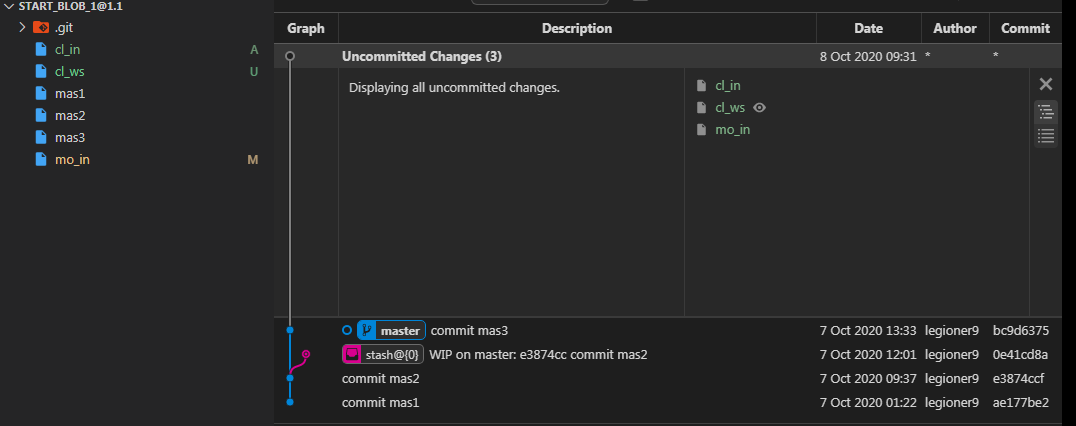 START_BLOB_1@1.1
.git
cl_in A
cl_ws U
mas1
mas2
mas3
mo_in M
Graph Description Date Author Commit
Uncommitted Changes (3) 8 Oct 2020 09:31 * *
Displaying all uncommitted changes.
cl_in
cl_ws
mo_in
master commit mas3 7 Oct 2020 13:33 legioner9 bc9d6375
stash@{0} WIP on master: e3874cc commit mas2 7 Oct 2020 12:01 legioner9 0e41cd8a
commit mas2 7 Oct 2020 09:37 legioner9 e3874ccf
commit mas1 7 Oct 2020 01:22 legioner9 ae177be2